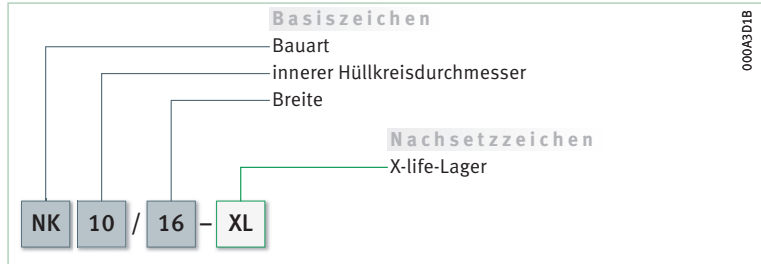 Basiszeichen
Bauart
innerer Hüllkreisdurchmesser
Breite
Nachsetzzeichen
X-life-Lager
NK 10 / 16 – XL
000A3D1B